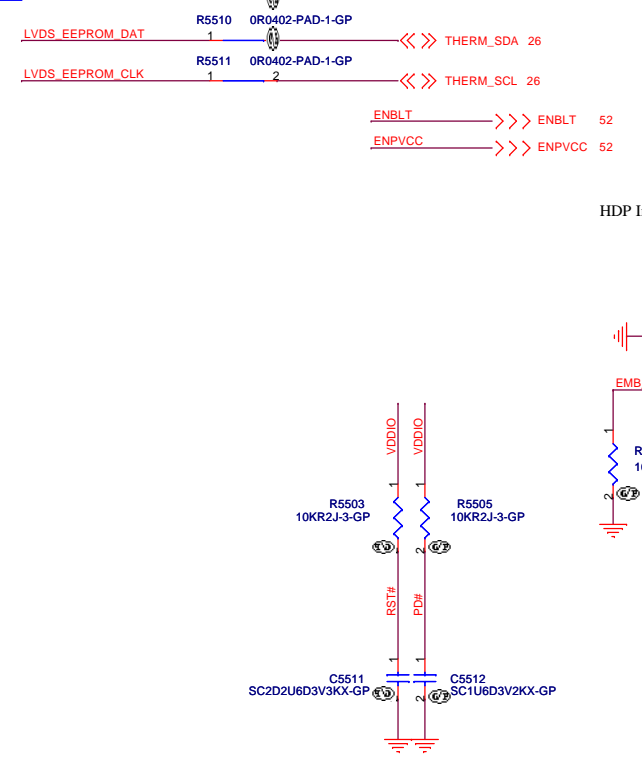 R5510 0R0402-PAD-1-GP
LVDS_EEPROM_DAT 1 THERM_SDA 26
R5511 0R0402-PAD-1-GP
LVDS_EEPROM_CLK 1 2 THERM_SCL 26
ENBLT ENBLT 52
ENPVCC ENPVCC 52
HDP
EMB
VDDIO VDDIO
1 1
R5503 R5505
10KR2J-3-GP 10KR2J-3-GP
2 2
RST# PD#
1 1
C5511 C5512
SC2D2U6D3V3KX-GP SC1U6D3V2KX-GP
2 2
1
R
2